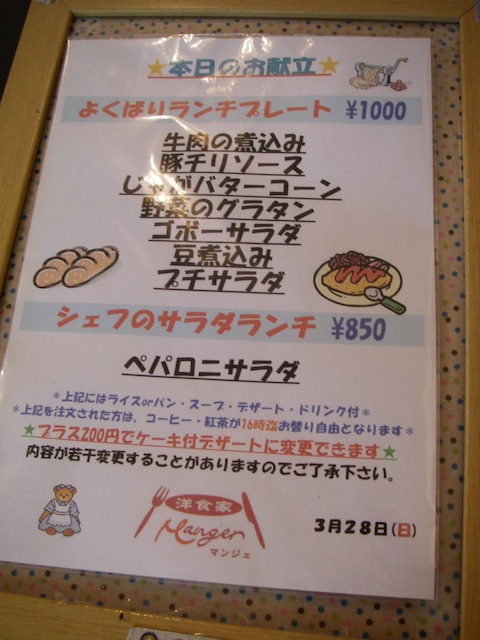 ★本日のお献立★
よくばりランチプレート ¥1000
牛肉の煮込み
豚チリソース
じゃがバターコーン
野菜のグラタン
ゴボーサラダ
豆煮込み
プチサラダ
シェフのサラダランチ ¥850
ペパロニサラダ
＊上記にはライスorパン・スープ・デザート・ドリンク付＊
＊上記を注文された方は、コーヒー・紅茶が16時迄お替り自由となります＊
★プラス200円でケーキ付デザートに変更できます★
内容が若干変更することがありますのでご了承下さい。
洋食家
Manger
マンジェ
3月28日(日)